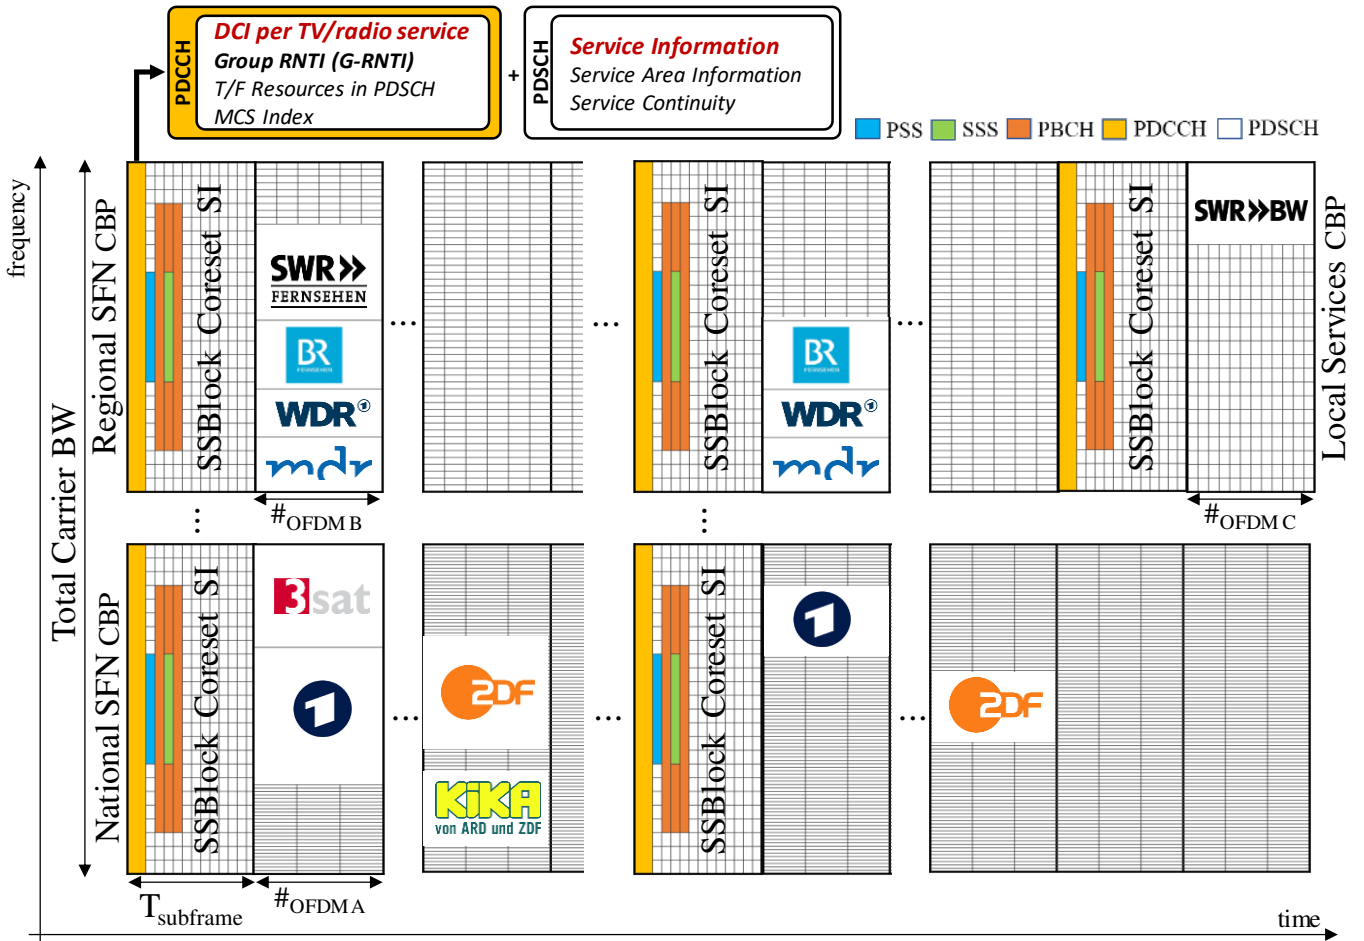 PDCCH
DCI per TV/radio service
Group RNTI (G-RNTI)
T/F Resources in PDSCH
MCS Index
+
PDSCH
Service Information
Service Area Information
Service Continuity
PSS
SSS
PBCH
PDCCH
PDSCH
frequency
Total Carrier BW
Regional SFN CBP
SSBlock Coreset SI
SWR»
FERNSEHEN
BR
FERNSEHEN
WDR
mdr
...
...
SSBlock Coreset SI
BR
FERNSEHEN
WDR
mdr
...
SSBlock Coreset SI
SWR»BW
Local Services CBP
#OFDM B
#OFDM C
...
...
National SFN CBP
SSBlock Coreset SI
3sat
1
...
ZDF
KiKA
von ARD und ZDF
...
SSBlock Coreset SI
1
...
ZDF
Tsubframe
#OFDM A
time